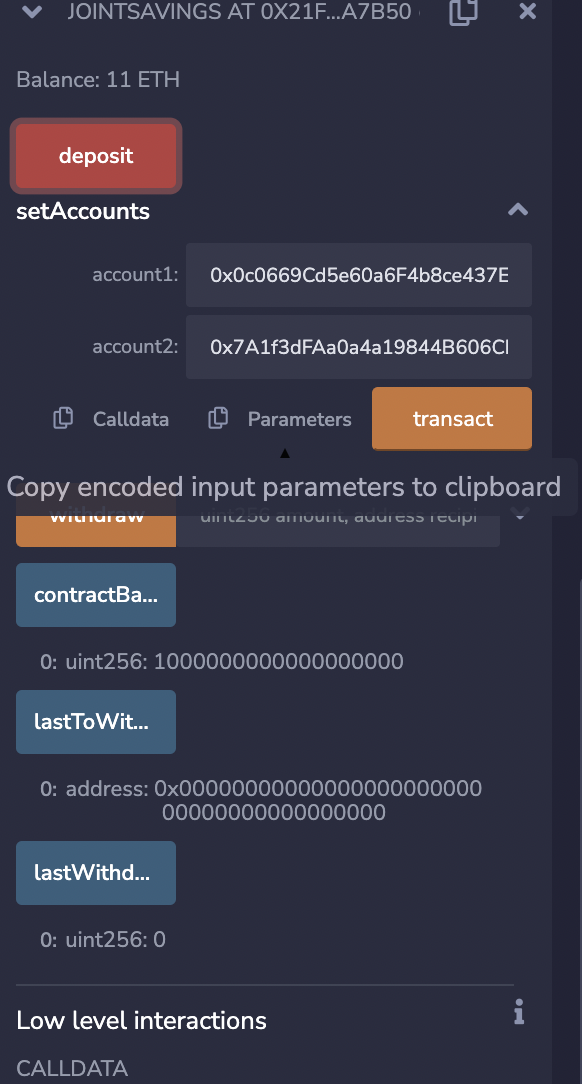 JOINTSAVINGS AT 0X21F...A7B50
Balance: 11 ETH
deposit
setAccounts
account1: 0x0c0669Cd5e60a6F4b8ce437E
account2: 0x7A1f3dFAa0a4a19844B606Cl
Calldata Parameters transact
Copy encoded input parameters to clipboard
withdraw uint256 amount, address recipi
contractBa...
0: uint256: 1000000000000000000
lastToWit...
0: address: 0x00000000000000000000000
00000000000000000
lastWithd...
0: uint256: 0
Low level interactions
i
CALLDATA